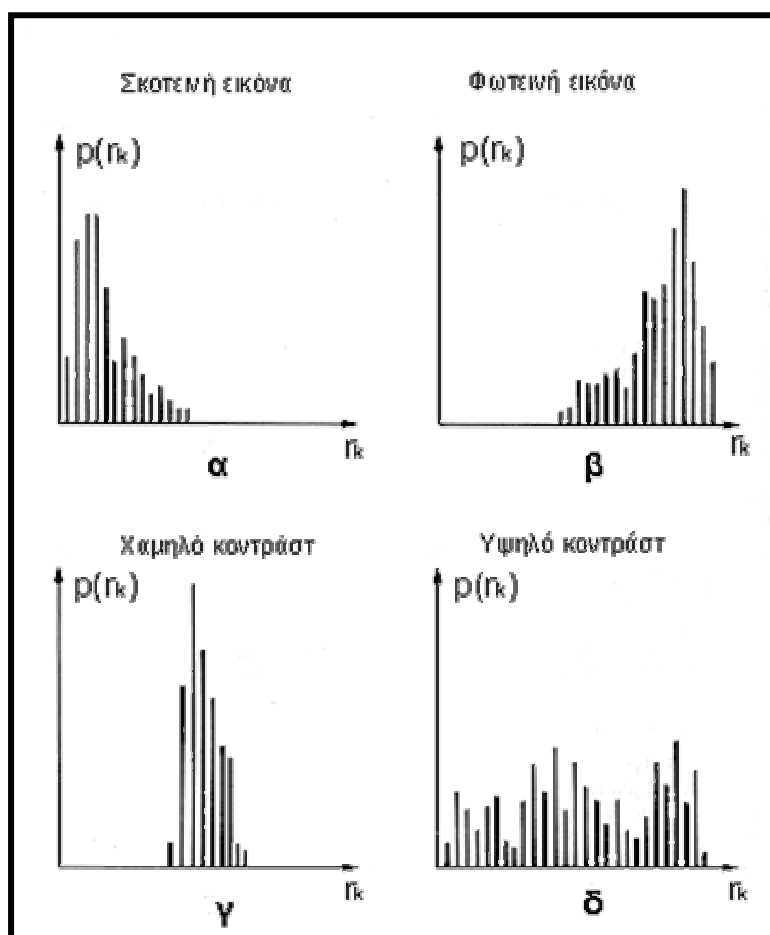 Σκοτεινή εικόνα
p(rₖ)
rₖ
α
Φωτεινή εικόνα
p(rₖ)
rₖ
β
Χαμηλό κοντράστ
p(rₖ)
rₖ
γ
Υψηλό κοντράστ
p(rₖ)
rₖ
δ